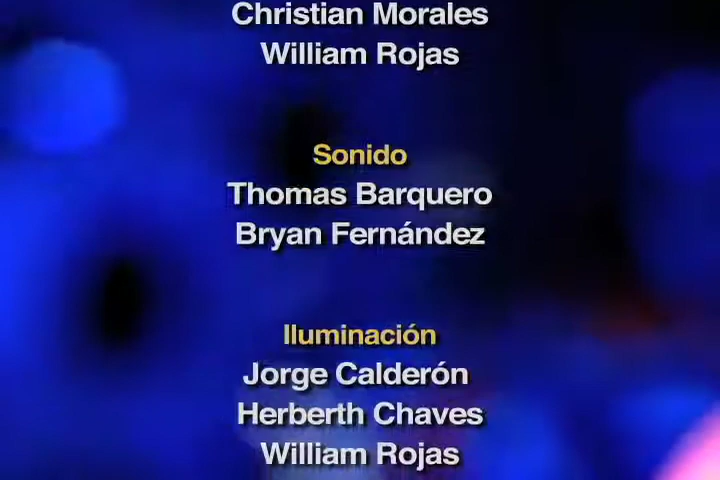 Christian Morales
William Rojas
Sonido
Thomas Barquero
Bryan Fernández
Iluminación
Jorge Calderón
Herberth Chaves
William Rojas